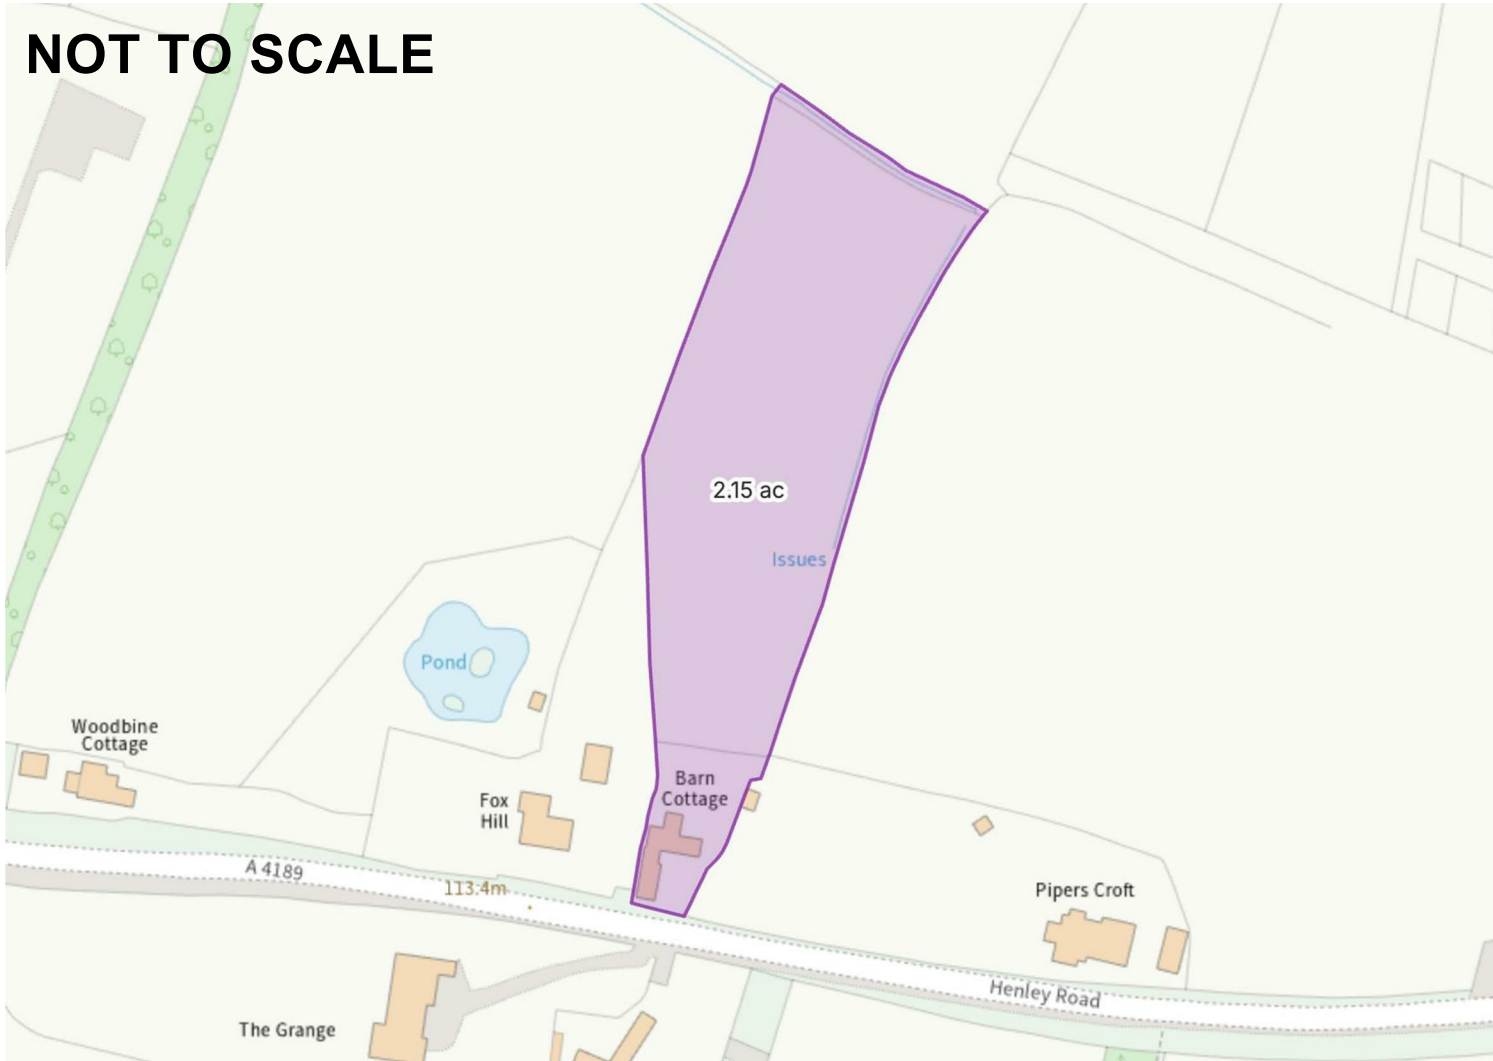 NOT TO SCALE
2.15 ac
Issues
Pond
Woodbine
Cottage
Barn
Cottage
Fox
Hill
A 4189
113.4m
Pipers Croft
Henley Road
The Grange